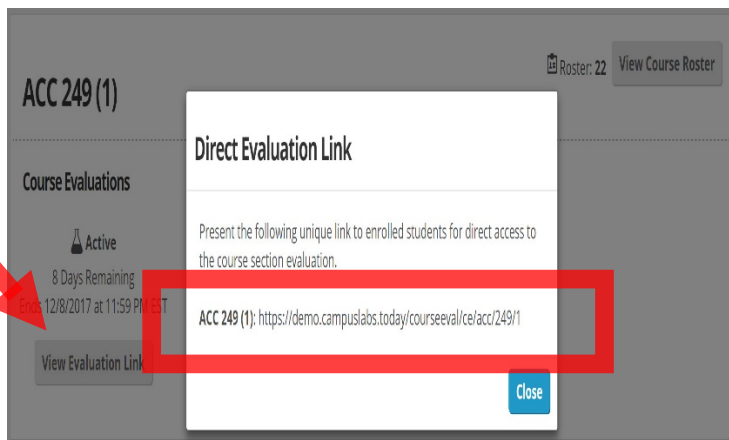 Roster: 22
View Course Roster
ACC 249 (1)
Direct Evaluation Link
Course Evaluations
Present the following unique link to enrolled students for direct access to
the course section evaluation.
Active
8 Days Remaining
Ends 12/8/2017 at 11:59 PM EST
ACC 249 (1): https://demo.campuslabs.today/courseeval/ce/acc/249/1
View Evaluation Link
Close